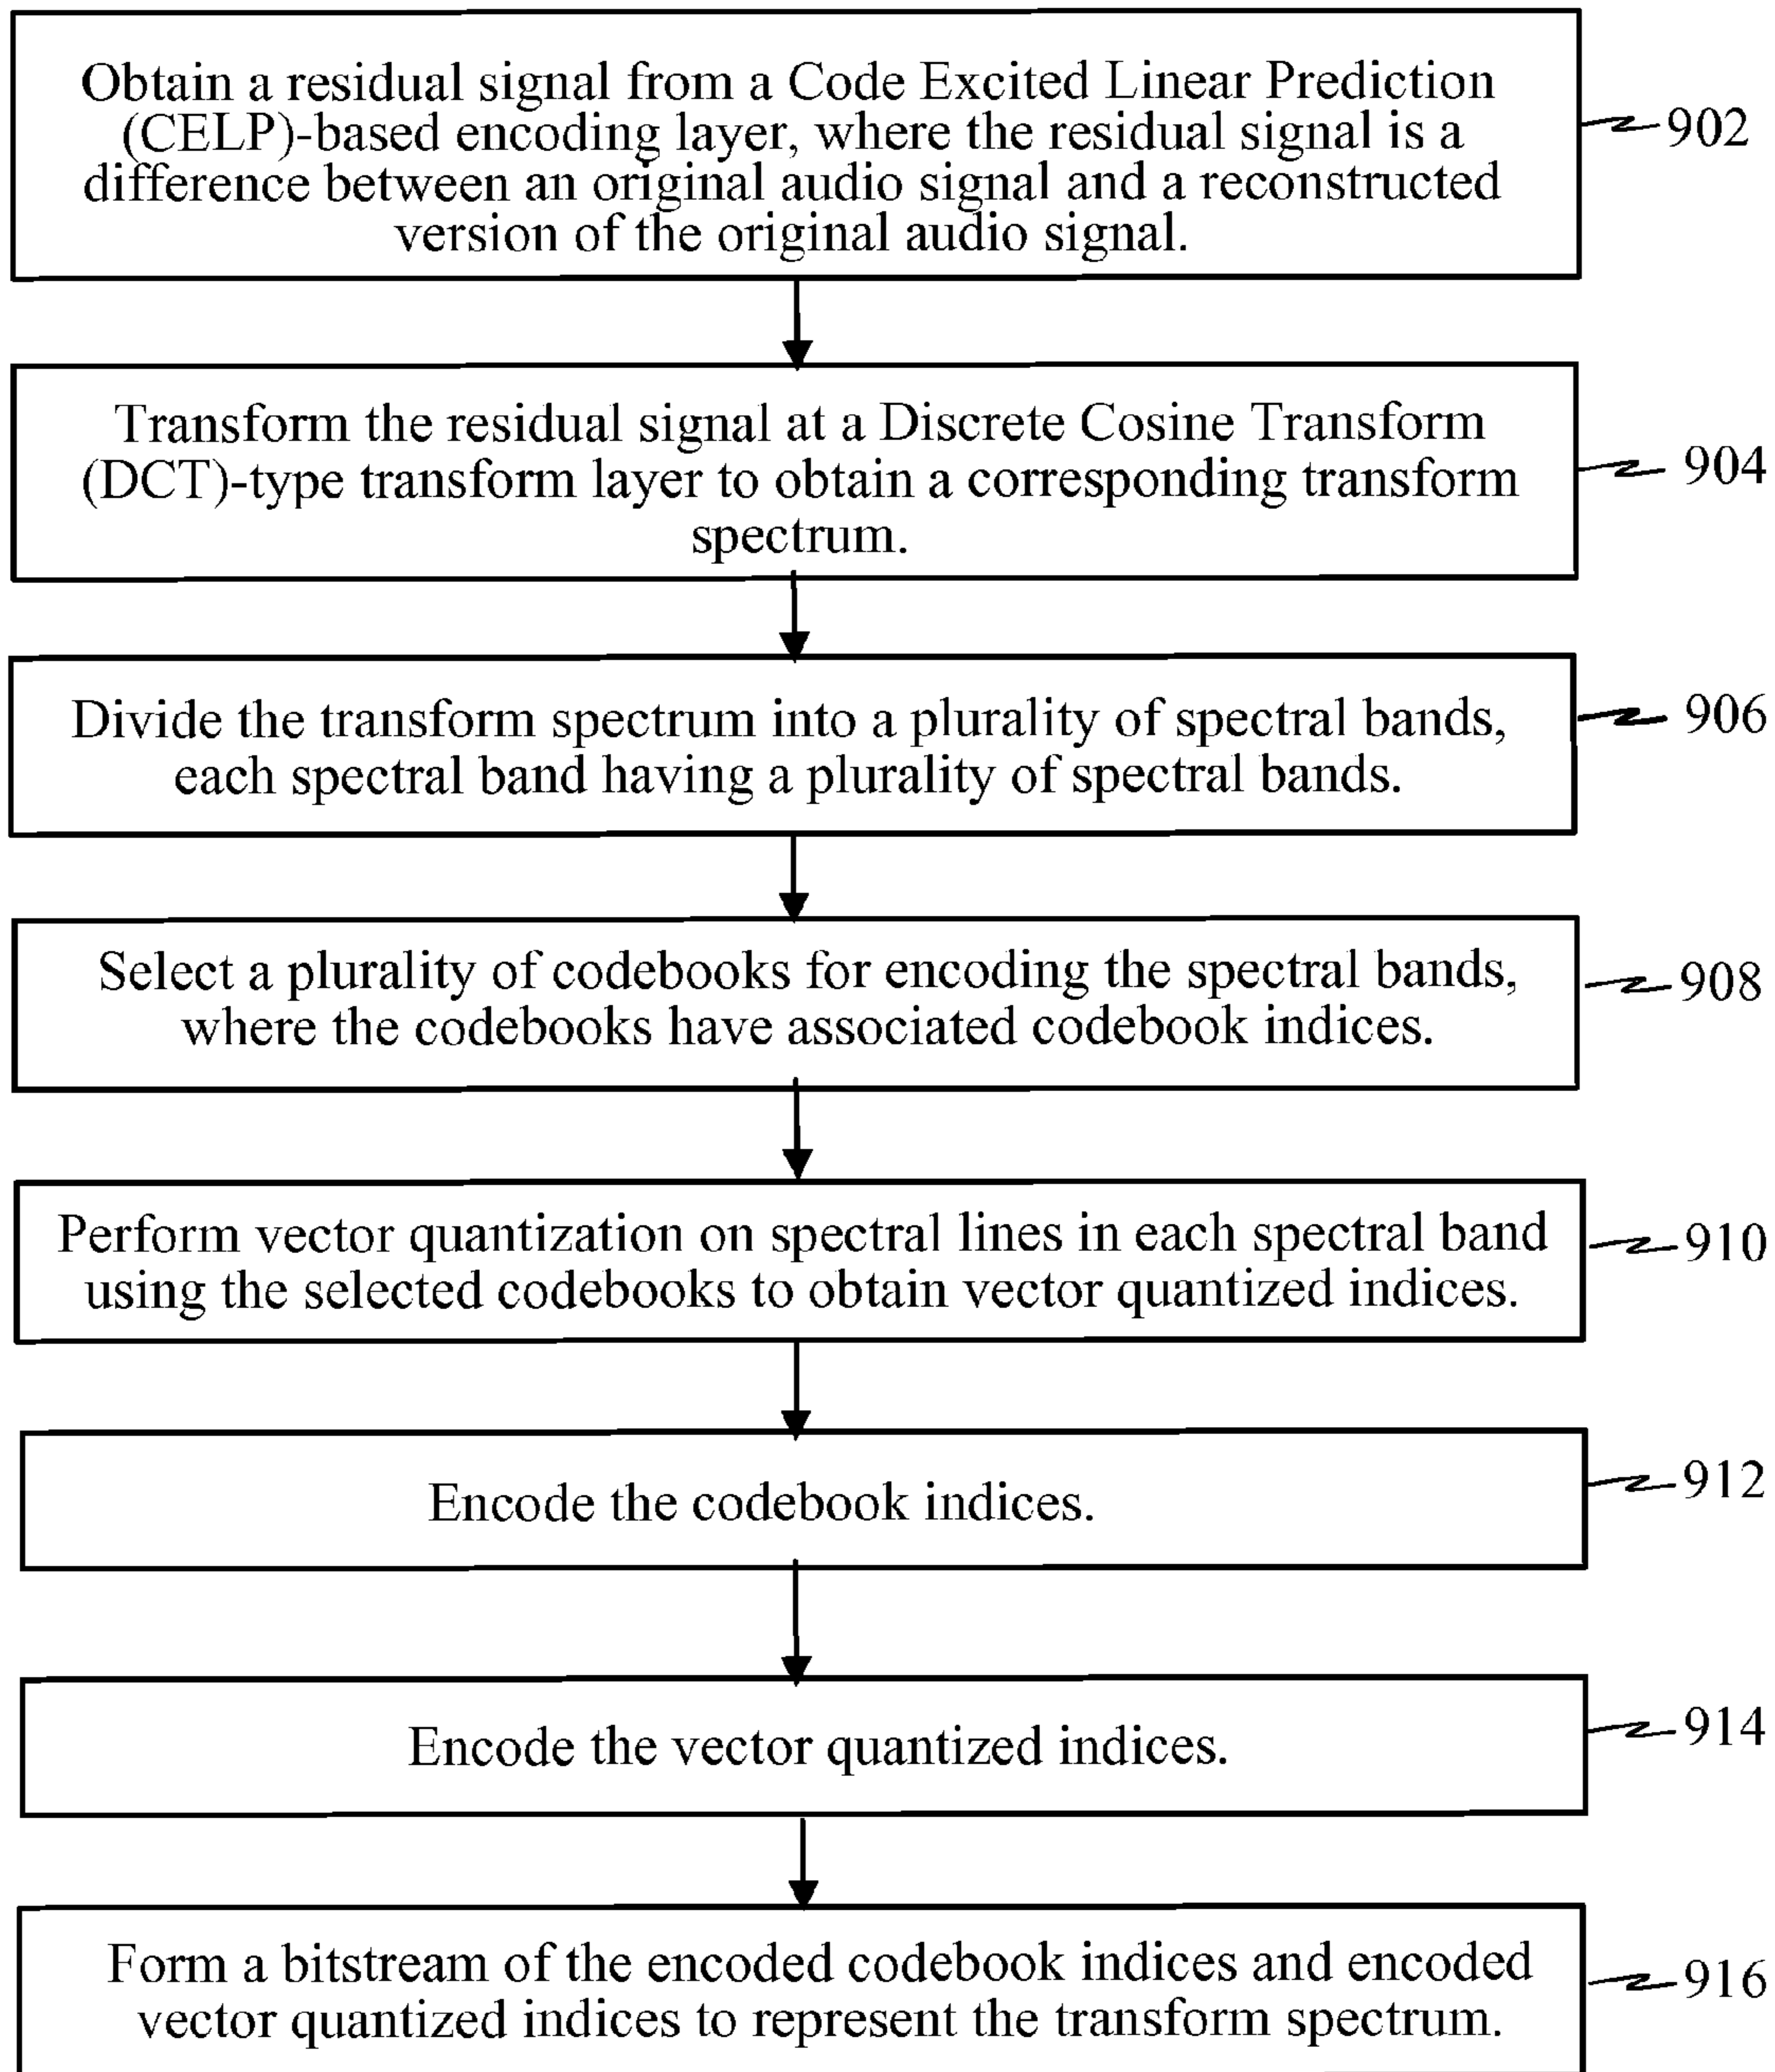 Obtain a residual signal from a Code Excited Linear Prediction
(CELP)-based encoding layer, where the residual signal is a
difference between an original audio signal and a reconstructed
version of the original audio signal.
902
Transform the residual signal at a Discrete Cosine Transform
(DCT)-type transform layer to obtain a corresponding transform
spectrum.
904
Divide the transform spectrum into a plurality of spectral bands,
each spectral band having a plurality of spectral bands.
906
Select a plurality of codebooks for encoding the spectral bands,
where the codebooks have associated codebook indices.
908
Perform vector quantization on spectral lines in each spectral band
using the selected codebooks to obtain vector quantized indices.
910
Encode the codebook indices.
912
Encode the vector quantized indices.
914
Form a bitstream of the encoded codebook indices and encoded
vector quantized indices to represent the transform spectrum.
916